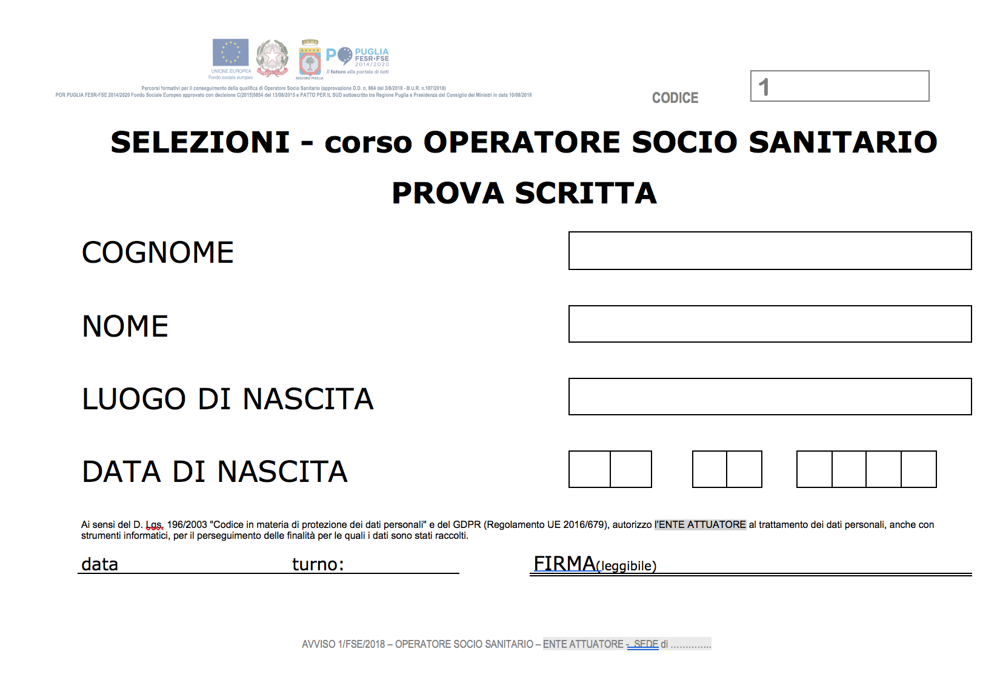 UNIONE EUROPEA
Fondo sociale europeo
REGIONE PUGLIA
PO PUGLIA
FESR•FSE
2014/2020
Il futuro alla portata di tutti
Percorsi formativi per il conseguimento della qualifica di Operatore Socio Sanitario (approvazione D.D. n. 864 del 3/8/2018 - B.U.R. n.107/2018)
POR PUGLIA FESR-FSE 2014/2020 Fondo Sociale Europeo approvato con decisione C(2015)5854 del 13/08/2015 e PATTO PER IL SUD sottoscritto tra Regione Puglia e Presidenza del Consiglio dei Ministri in data 10/09/2016
CODICE 1
SELEZIONI - corso OPERATORE SOCIO SANITARIO
PROVA SCRITTA
COGNOME
NOME
LUOGO DI NASCITA
DATA DI NASCITA
Ai sensi del D. Lgs. 196/2003 "Codice in materia di protezione dei dati personali" e del GDPR (Regolamento UE 2016/679), autorizzo l'ENTE ATTUATORE al trattamento dei dati personali, anche con
strumenti informatici, per il perseguimento delle finalità per le quali i dati sono stati raccolti.
data turno: FIRMA(leggibile)
AVVISO 1/FSE/2018 – OPERATORE SOCIO SANITARIO – ENTE ATTUATORE - SEDE di ..............